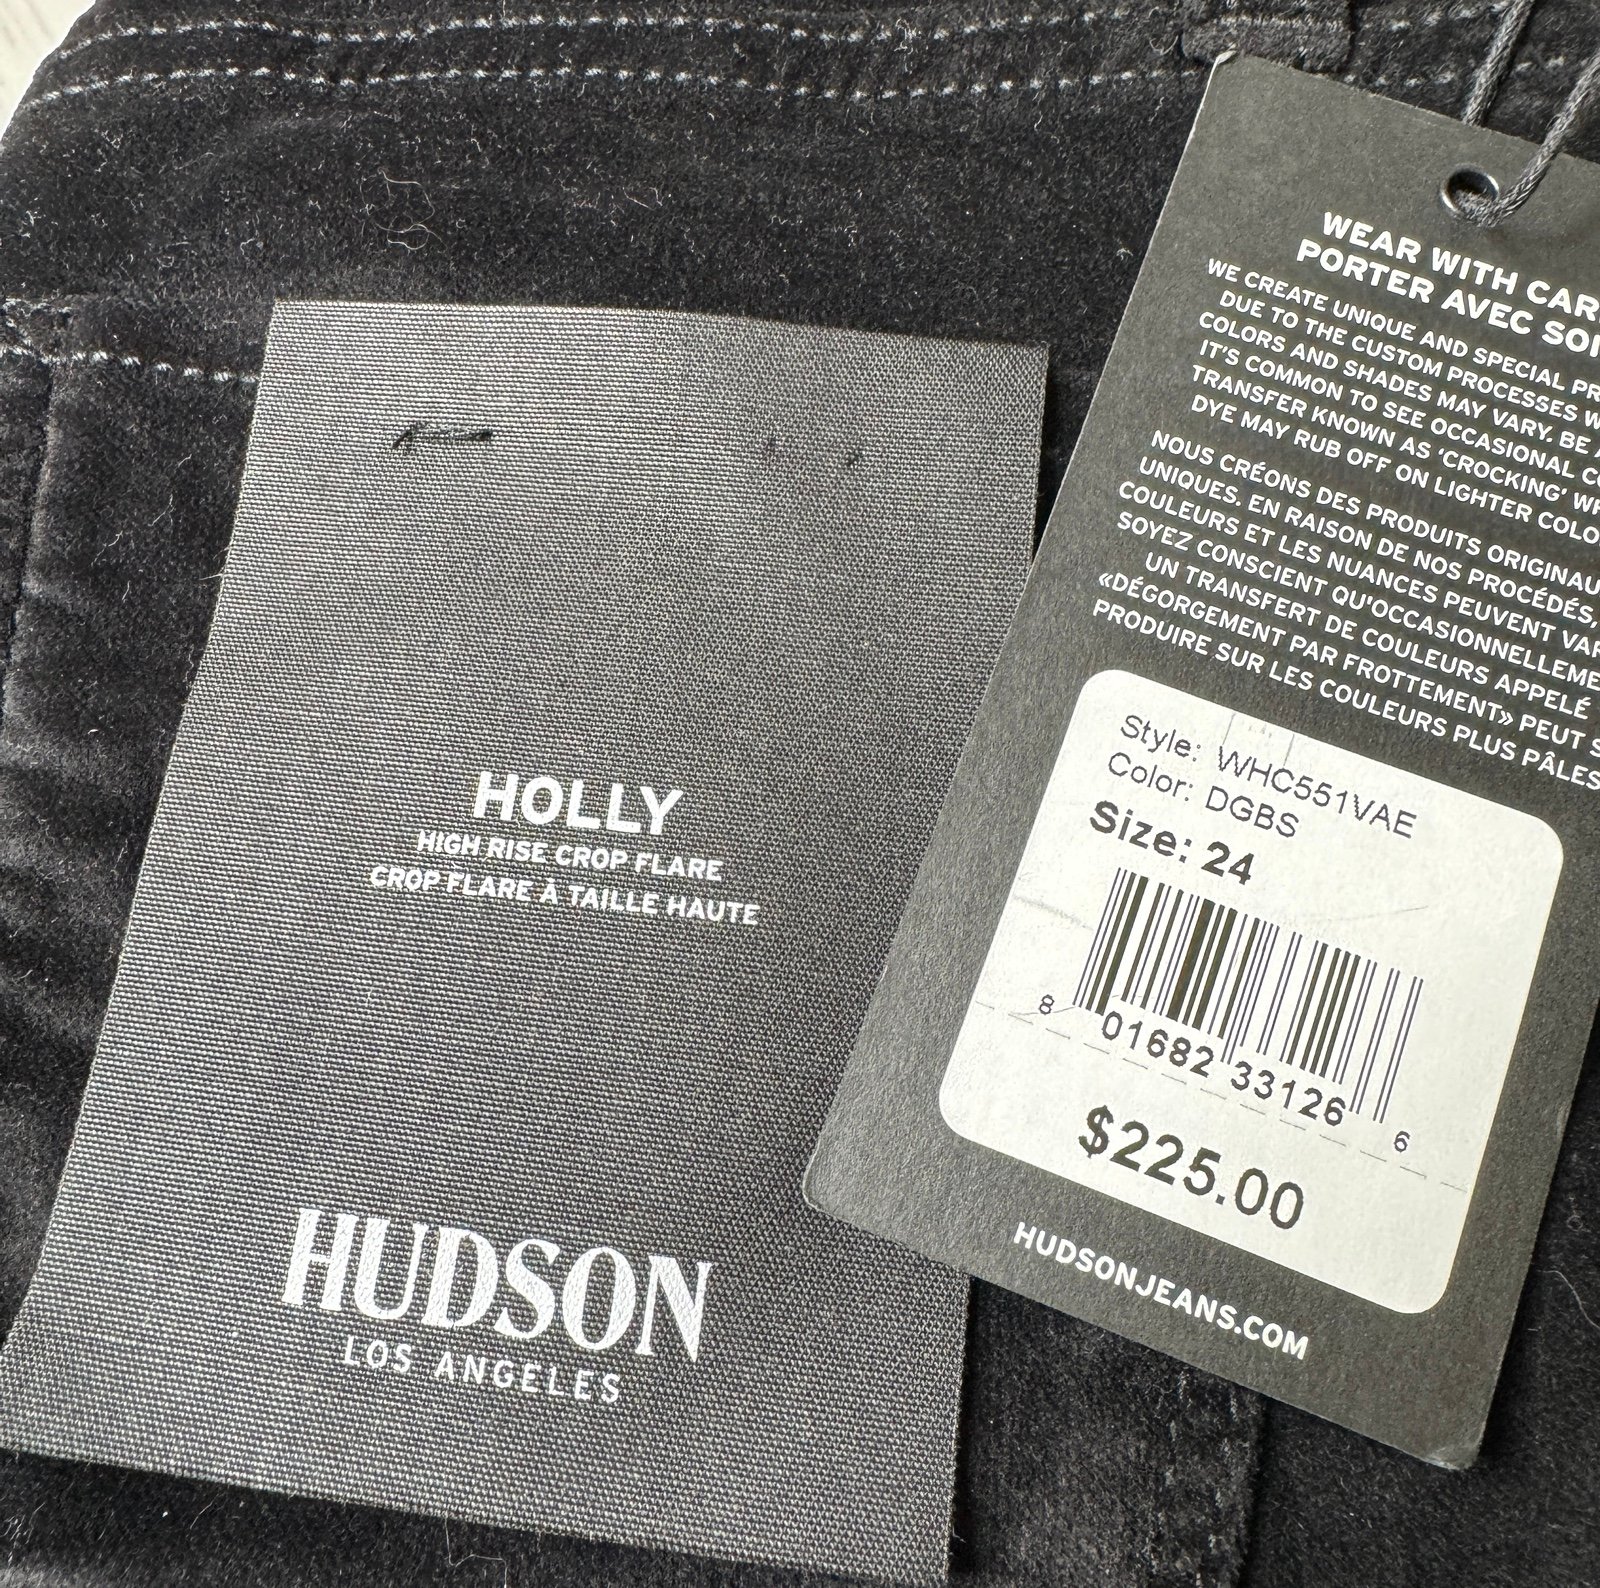 HOLLY
HIGH RISE CROP FLARE
CROP FLARE À TAILLE HAUTE
HUDSON
LOS ANGELES
WEAR WITH CAR
PORTER AVEC SOI
WE CREATE UNIQUE AND SPECIAL PR
DUE TO THE CUSTOM PROCESSES W
COLORS AND SHADES MAY VARY. BE A
IT'S COMMON TO SEE OCCASIONAL CO
TRANSFER KNOWN AS 'CROCKING' WH
DYE MAY RUB OFF ON LIGHTER COLO
NOUS CRÉONS DES PRODUITS ORIGINAU
UNIQUES. EN RAISON DE NOS PROCÉDÉS,
COULEURS ET LES NUANCES PEUVENT VAR
SOYEZ CONSCIENT QU'OCCASIONNELLEME
UN TRANSFERT DE COULEURS APPELÉ
«DÉGORGEMENT PAR FROTTEMENT» PEUT S
PRODUIRE SUR LES COULEURS PLUS PÂLES
Style: WHC551VAE
Color: DGBS
Size: 24
8 01682 33126 6
$225.00
HUDSONJEANS.COM